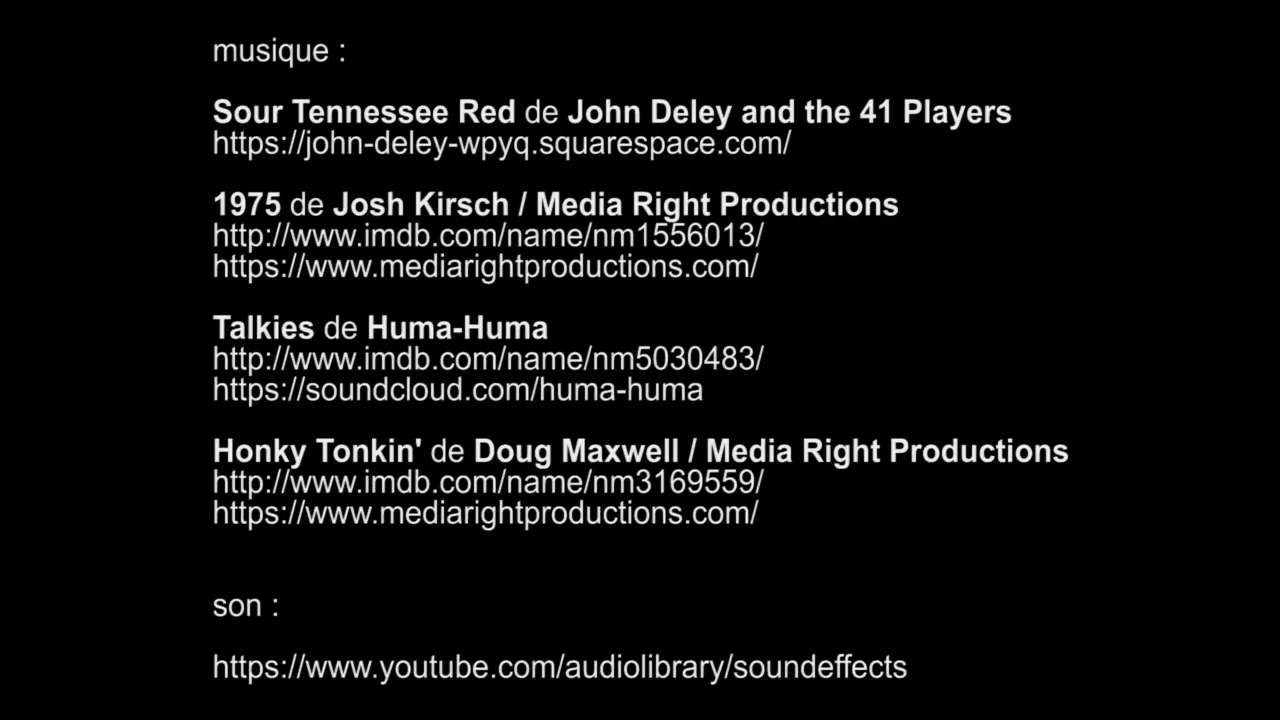 musique :
Sour Tennessee Red de John Deley and the 41 Players
https://john-deley-wpyq.squarespace.com/
1975 de Josh Kirsch / Media Right Productions
http://www.imdb.com/name/nm1556013/
https://www.mediarightproductions.com/
Talkies de Huma-Huma
http://www.imdb.com/name/nm5030483/
https://soundcloud.com/huma-huma
Honky Tonkin' de Doug Maxwell / Media Right Productions
http://www.imdb.com/name/nm3169559/
https://www.mediarightproductions.com/
son :
https://www.youtube.com/audiolibrary/soundeffects